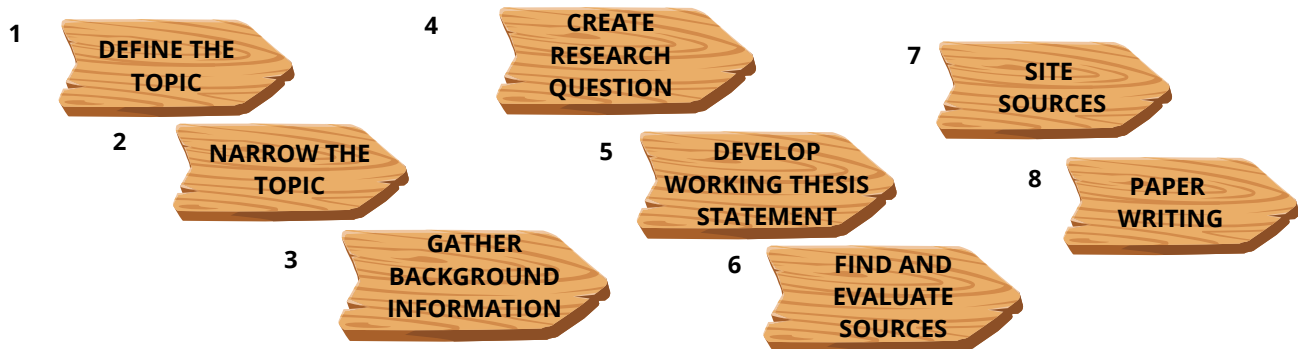 1
DEFINE THE
TOPIC
2
NARROW THE
TOPIC
3
GATHER
BACKGROUND
INFORMATION
4
CREATE
RESEARCH
QUESTION
5
DEVELOP
WORKING THESIS
STATEMENT
6
FIND AND
EVALUATE
SOURCES
7
SITE
SOURCES
8
PAPER
WRITING